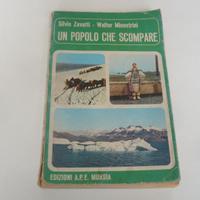 Silvio Zavatti - Walter Minestrini
UN POPOLO CHE SCOMPARE
EDIZIONI A.P.E. MURSIA